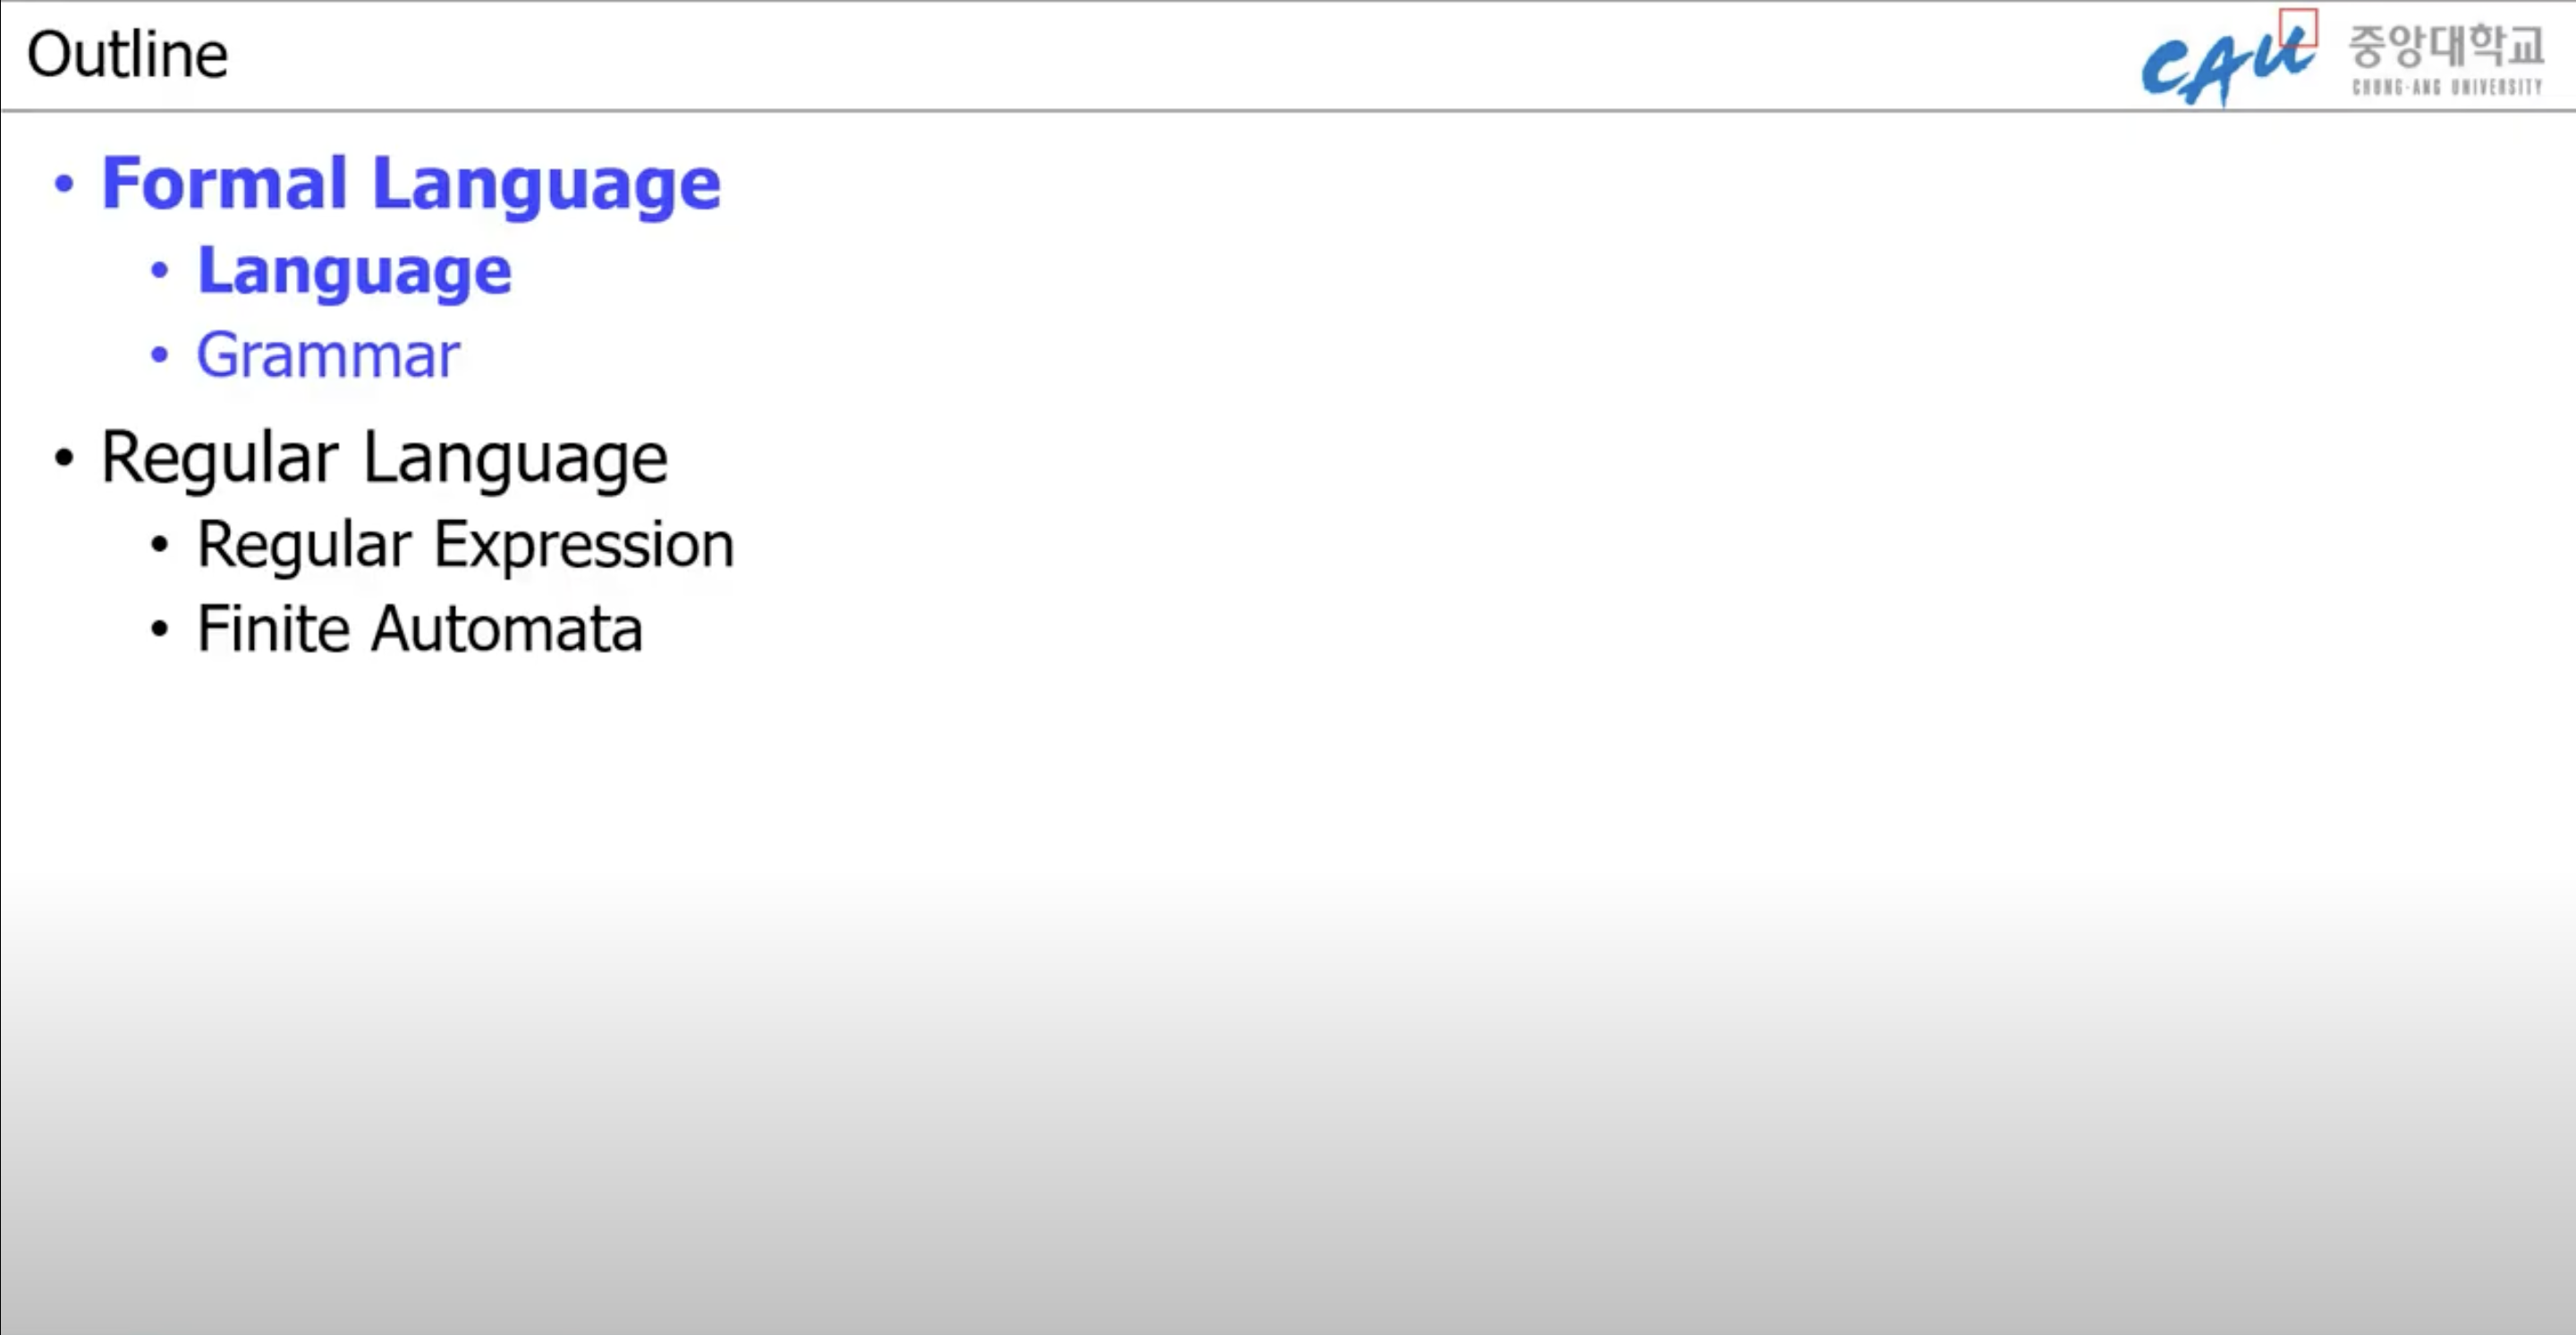 Outline
CAU 중앙대학교
CHUNG-ANG UNIVERSITY
• Formal Language
• Language
• Grammar
• Regular Language
• Regular Expression
• Finite Automata